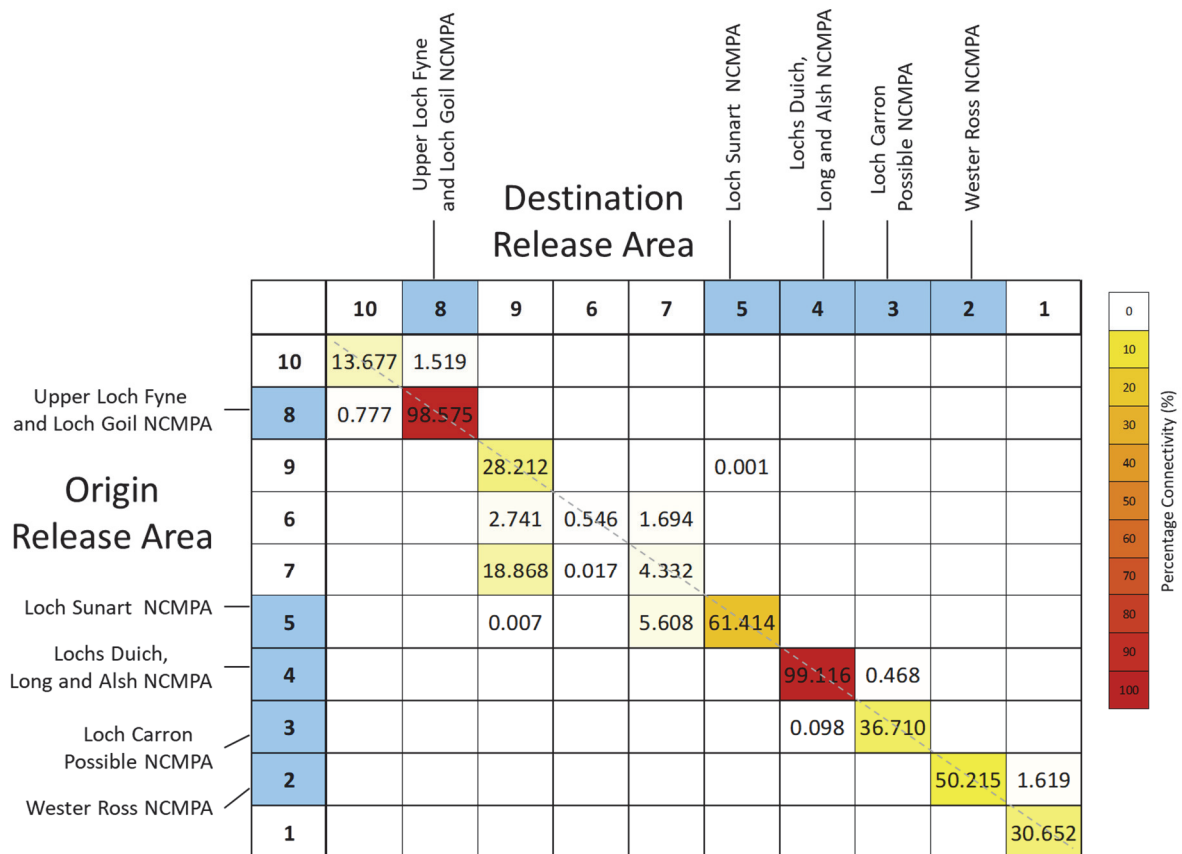 Upper Loch Fyne
and Loch Goil NCMPA
Loch Sunart NCMPA
Lochs Duich,
Long and Alsh NCMPA
Loch Carron
Possible NCMPA
Wester Ross NCMPA
Destination
Release Area
10 8 9 6 7 5 4 3 2 1
10 13.677 1.519
8 0.777 98.575
9 28.212 0.001
6 2.741 0.546 1.694
7 18.868 0.017 4.332
5 0.007 5.608 61.414
4 99.116 0.468
3 0.098 36.710
2 50.215 1.619
1 30.652
Upper Loch Fyne
and Loch Goil NCMPA
Origin
Release Area
Loch Sunart NCMPA
Lochs Duich,
Long and Alsh NCMPA
Loch Carron
Possible NCMPA
Wester Ross NCMPA
0
10
20
30
40
50
60
70
80
90
100
Percentage Connectivity (%)